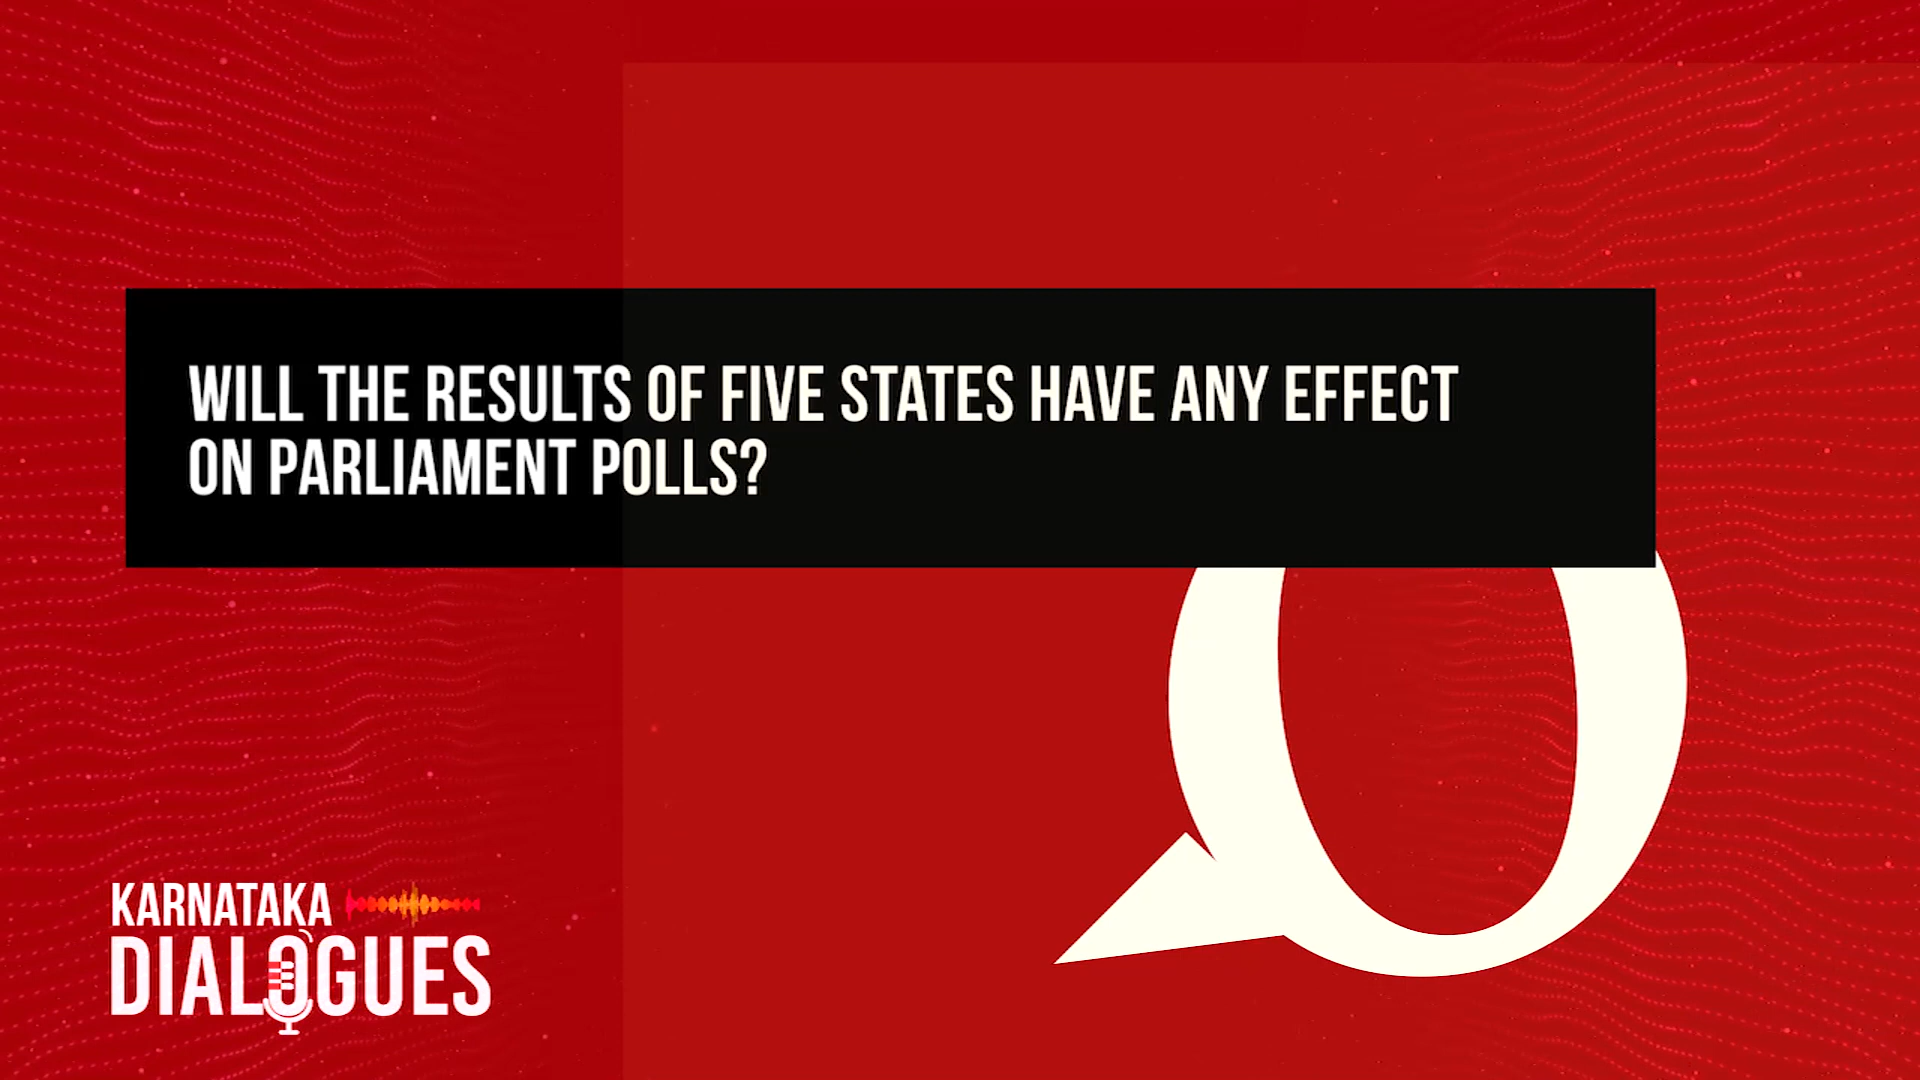 WILL THE RESULTS OF FIVE STATES HAVE ANY EFFECT
ON PARLIAMENT POLLS?
KARNATAKA
DIALOGUES